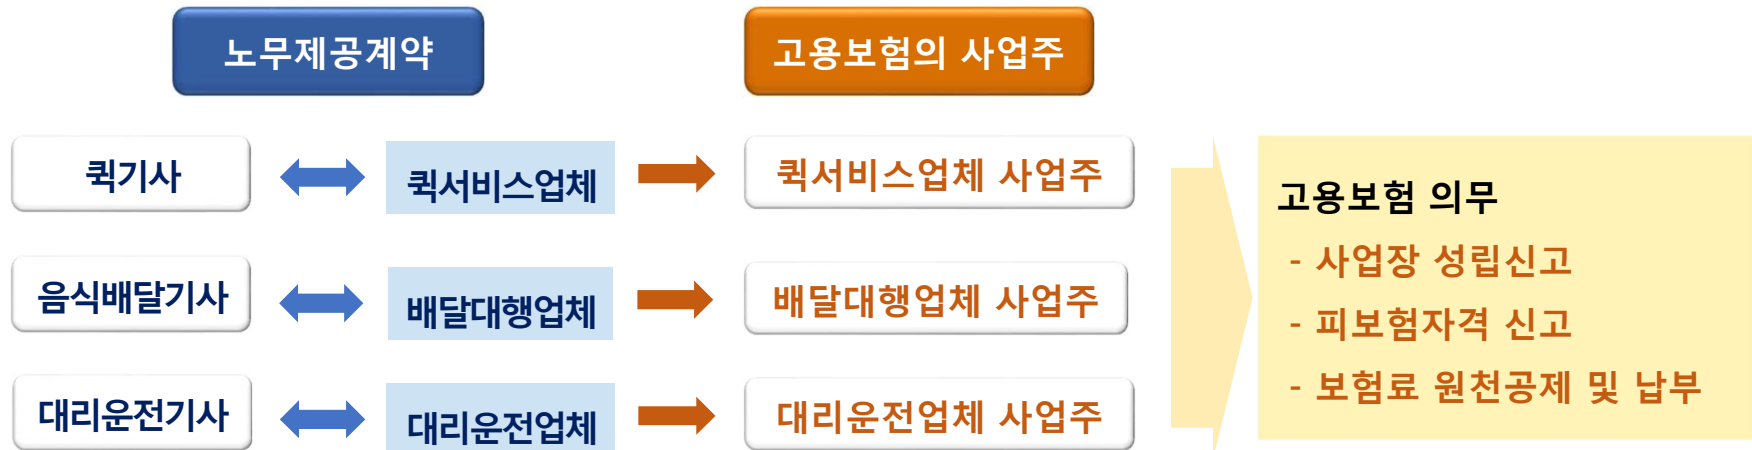 노무제공계약
고용보험의 사업주
퀵기사
퀵서비스업체
퀵서비스업체 사업주
음식배달기사
배달대행업체
배달대행업체 사업주
대리운전기사
대리운전업체
대리운전업체 사업주
고용보험 의무
- 사업장 성립신고
- 피보험자격 신고
- 보험료 원천공제 및 납부